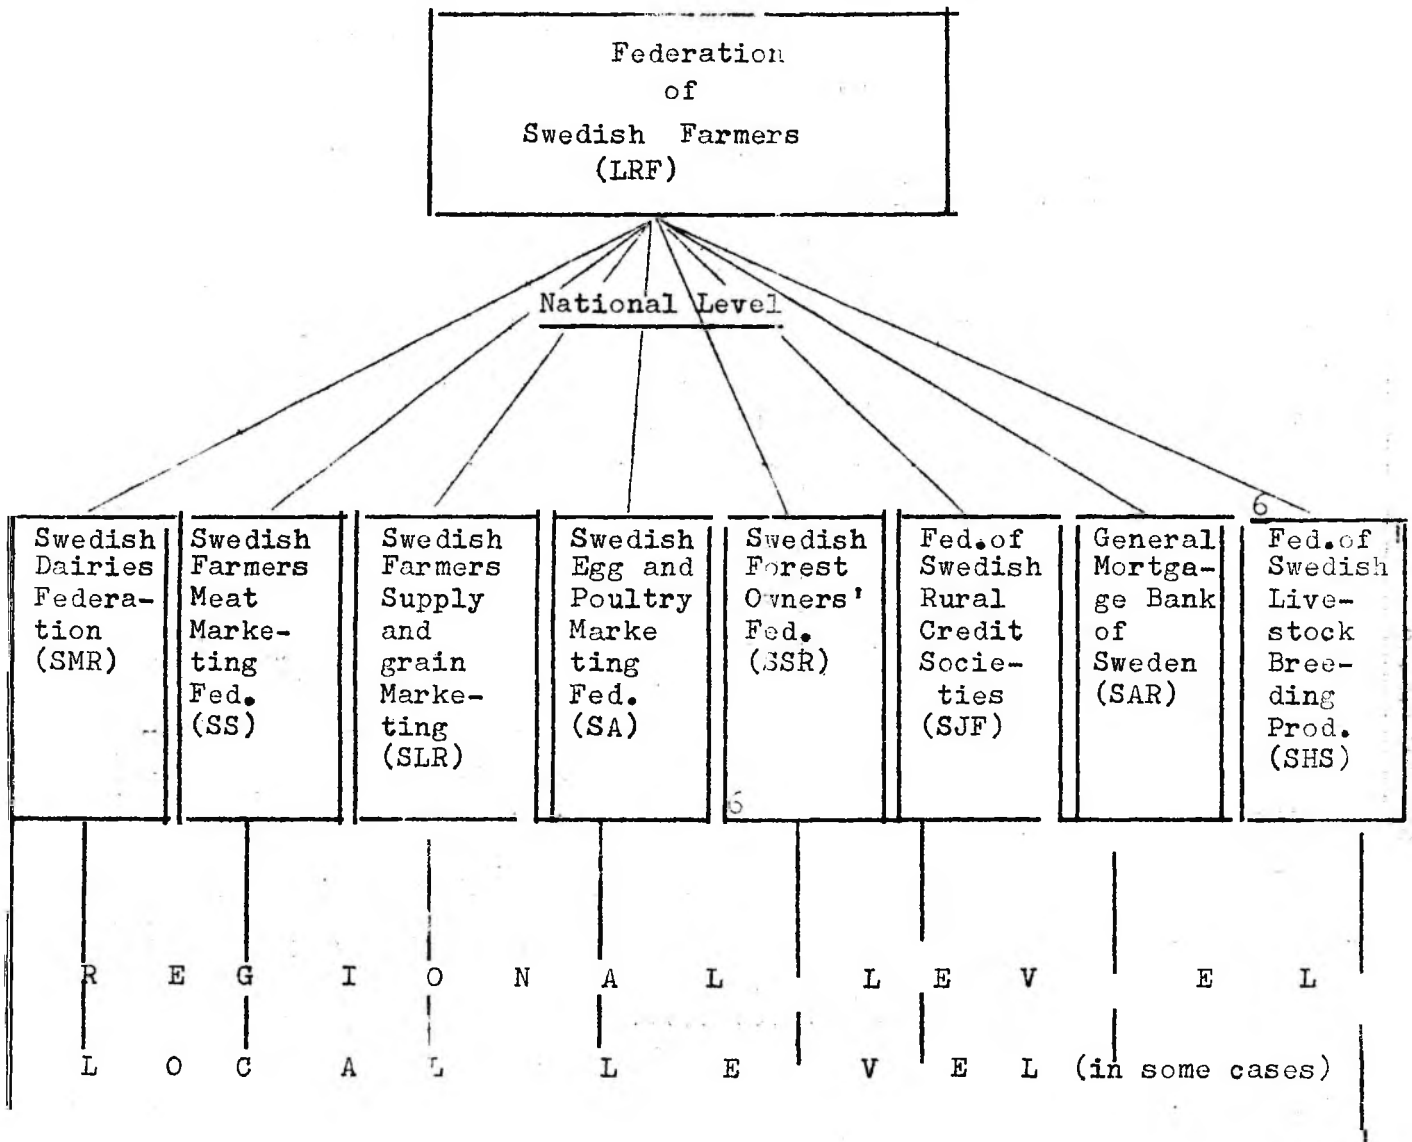 Federation
of
Swedish Farmers
(LRF)
National Level
Swedish
Dairies
Federa-
tion
(SMR)
Swedish
Farmers
Meat
Marke-
ting
Fed.
(SS)
Swedish
Farmers
Supply
and
grain
Marke-
ting
(SLR)
Swedish
Egg and
Poultry
Marke
ting
Fed.
(SA)
6
Swedish
Forest
Owners'
Fed.
(SSR)
Fed.of
Swedish
Rural
Credit
Socie-
ties
(SJF)
General
Mortga-
ge Bank
of
Sweden
(SAR)
6
Fed.of
Swedish
Live-
stock
Bree-
ding
Prod.
(SHS)
R E G I O N A L L E V E L
L O C A L L E V E L (in some cases)